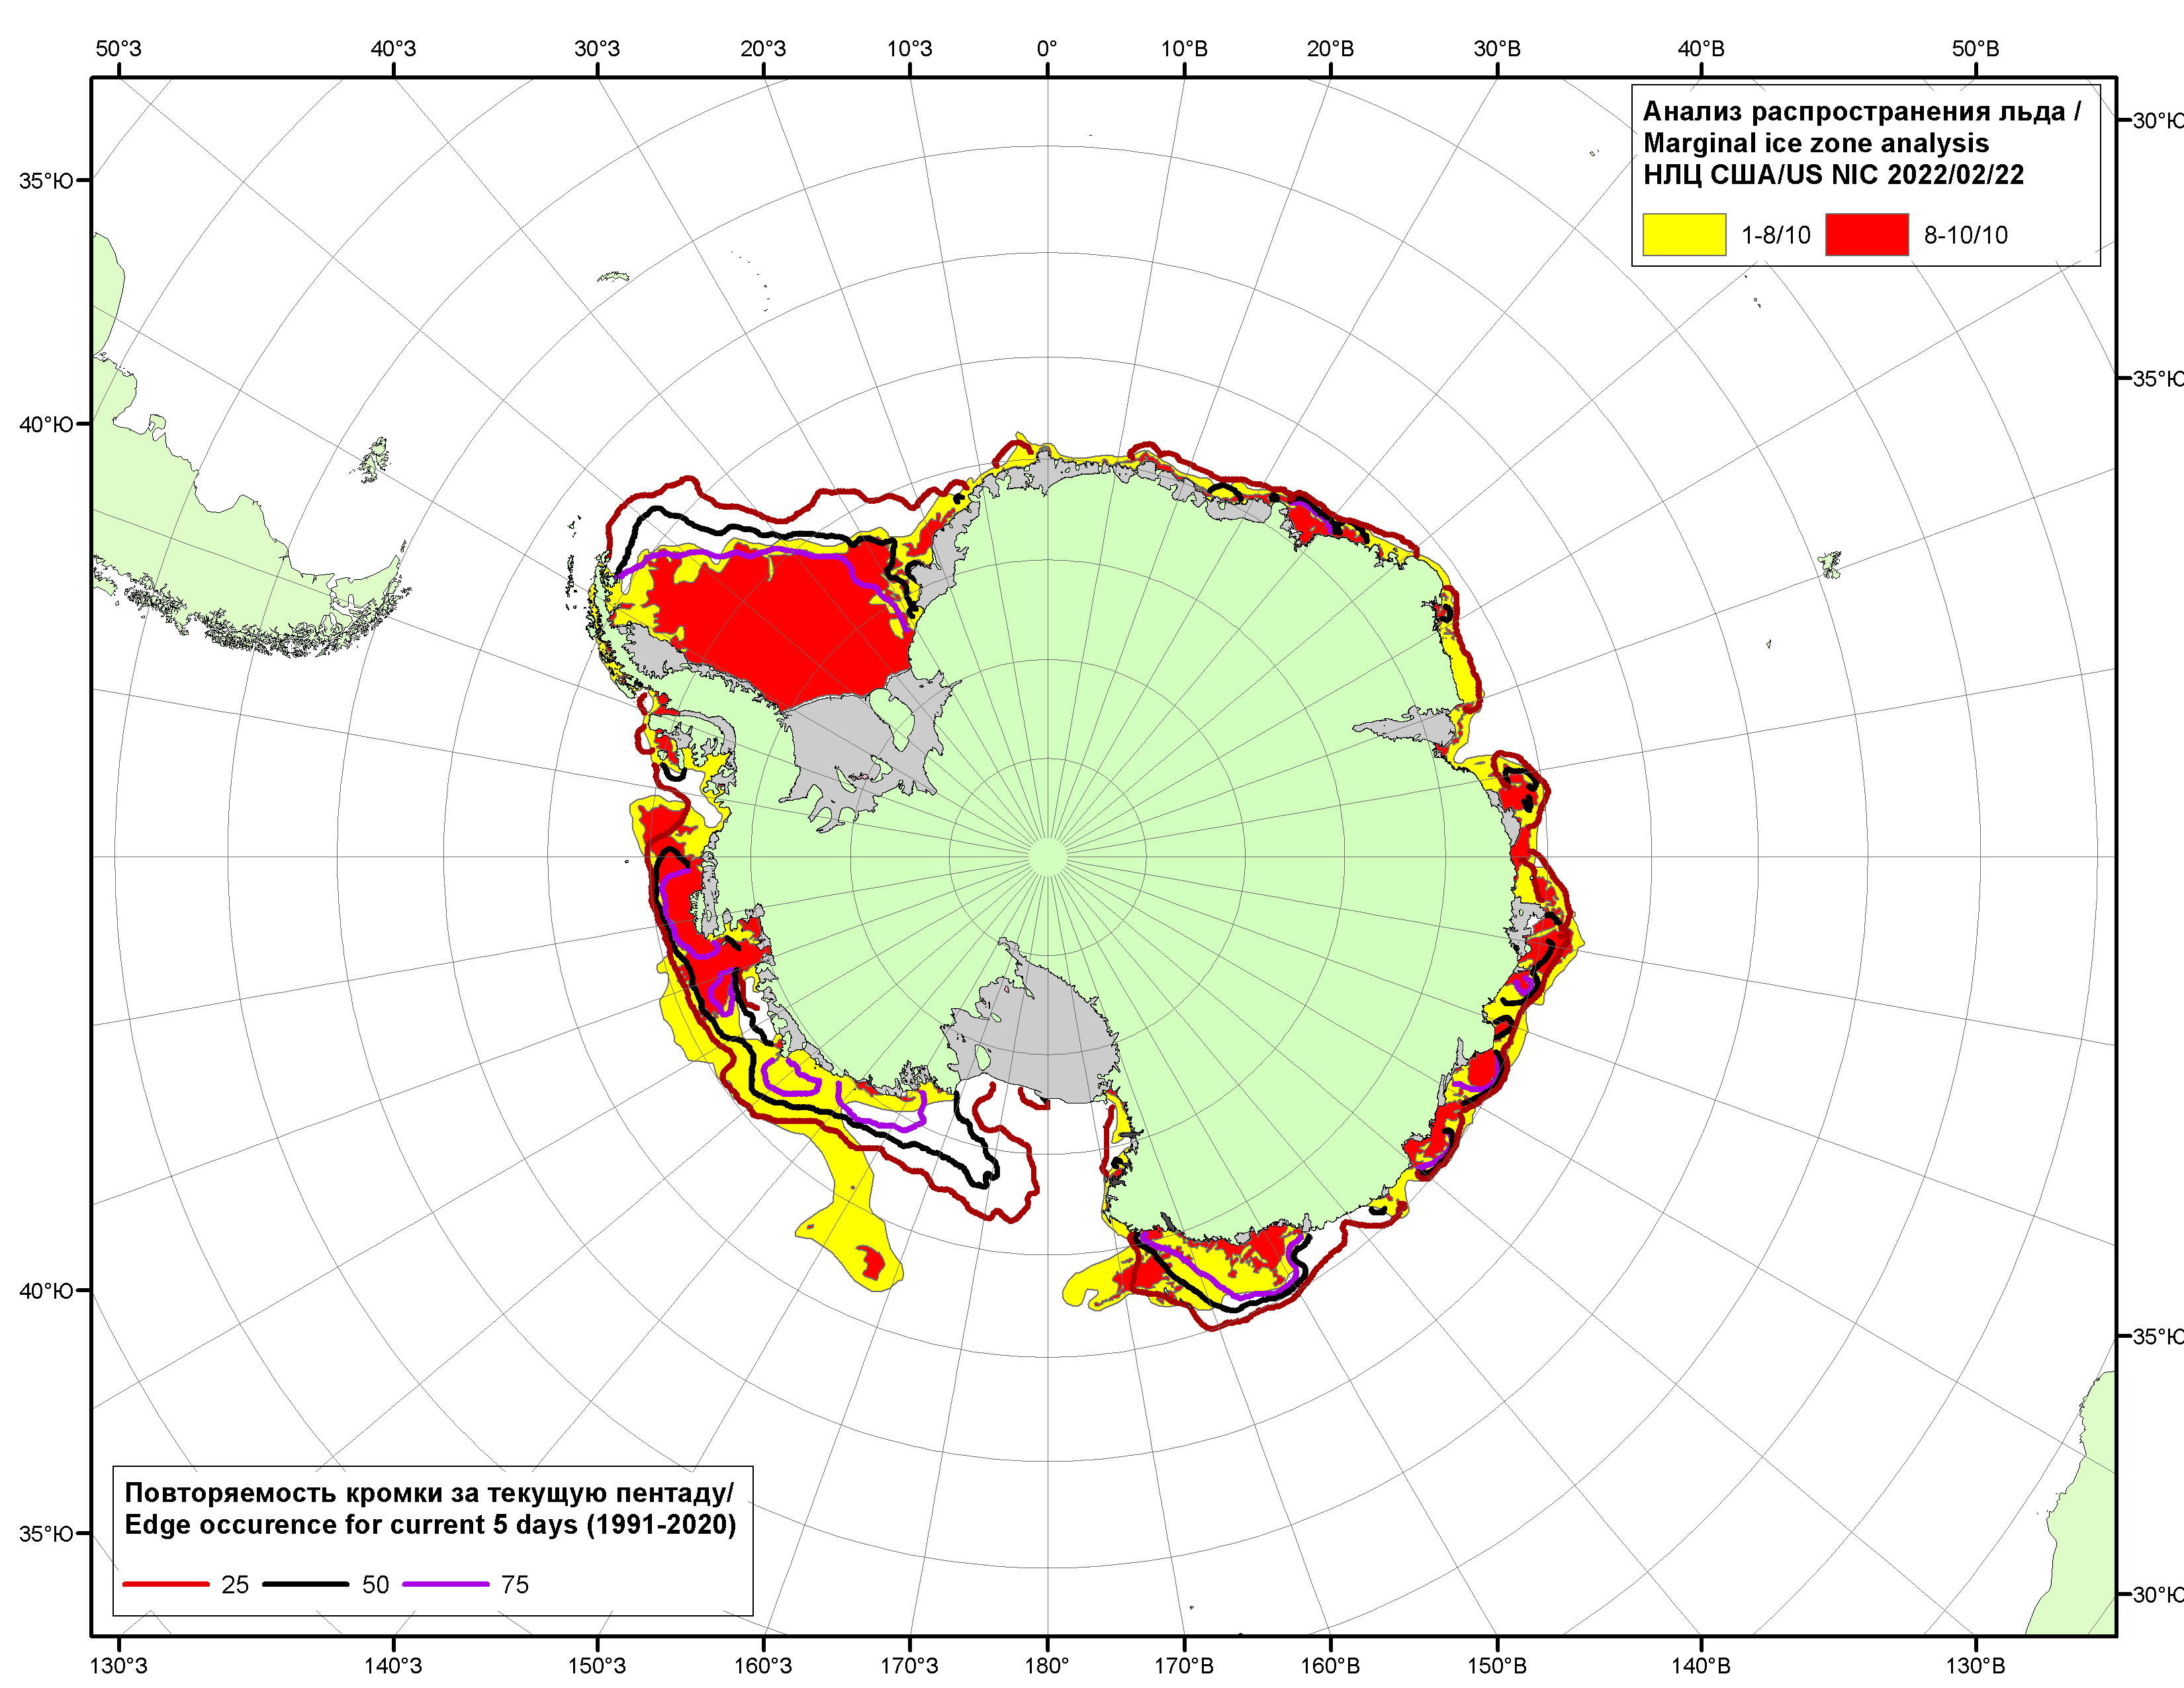 50°З 40°З 30°З 20°З 10°З 0° 10°В 20°В 30°В 40°В 50°В
Анализ распространения льда /
Marginal ice zone analysis
НЛЦ США/US NIC 2022/02/22
1-8/10 8-10/10
30°Ю
35°Ю
35°Ю
40°Ю
40°Ю
35°Ю
35°Ю
30°Ю
Повторяемость кромки за текущую пентаду/
Edge occurence for current 5 days (1991-2020)
25 50 75
130°З 140°З 150°З 160°З 170°З 180° 170°В 160°В 150°В 140°В 130°В